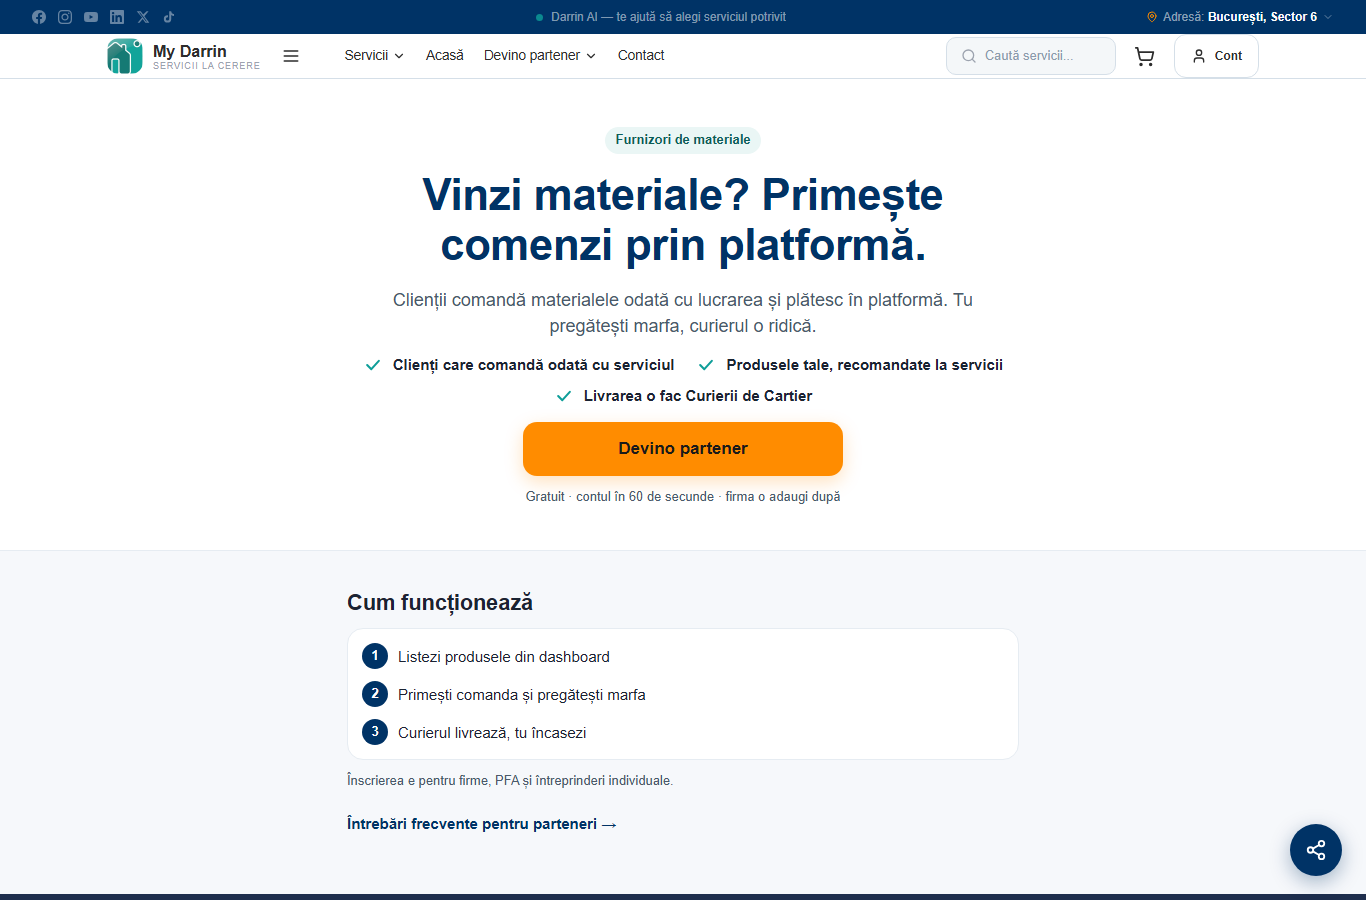 Darrin AI — te ajută să alegi serviciul potrivit
Adresă: București, Sector 6
My Darrin
SERVICII LA CERERE
Servicii
Acasă
Devino partener
Contact
Caută servicii...
Cont
Furnizori de materiale
Vinzi materiale? Primește
comenzi prin platformă.
Clienții comandă materialele odată cu lucrarea și plătesc în platformă. Tu
pregătești marfa, curierul o ridică.
Clienți care comandă odată cu serviciul
Produsele tale, recomandate la servicii
Livrarea o fac Curierii de Cartier
Devino partener
Gratuit · contul în 60 de secunde · firma o adaugi după
Cum funcționează
1 Listezi produsele din dashboard
2 Primești comanda și pregătești marfa
3 Curierul livrează, tu încasezi
Înscrierea e pentru firme, PFA și întreprinderi individuale.
Întrebări frecvente pentru parteneri →